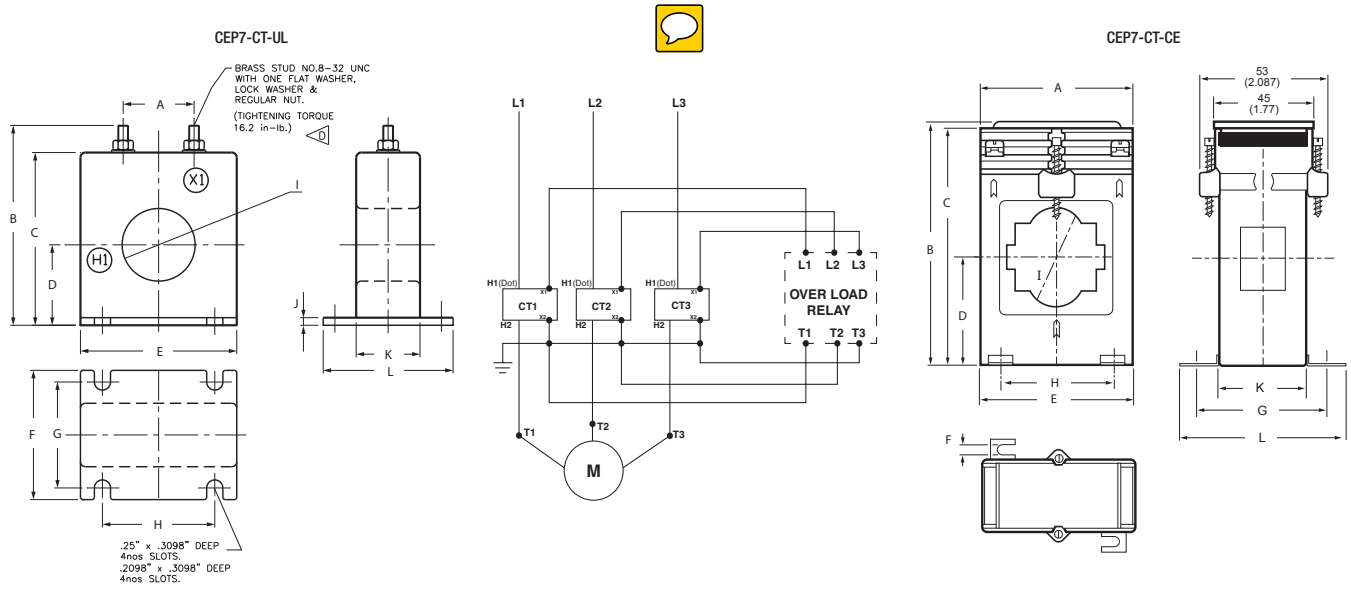 CEP7-CT-UL
BRASS STUD NO.8-32 UNC
WITH ONE FLAT WASHER,
LOCK WASHER &
REGULAR NUT.
(TIGHTENING TORQUE
16.2 in-lb.)
D
A
B
C
D
X1
H1
I
E
J
K
L
F
G
H
.25" x .3098" DEEP
4nos SLOTS.
.2098" x .3098" DEEP
4nos SLOTS.
L1
L2
L3
H1(Dot)
X1
CT1
X2
H2
H1(Dot)
X1
CT2
X2
H2
H1(Dot)
X1
CT3
X2
H2
L1 L2 L3
OVER LOAD
RELAY
T1 T2 T3
T1
T2
T3
M
CEP7-CT-CE
A
B
C
D
I
H
E
53
(2.087)
45
(1.77)
K
G
L
F